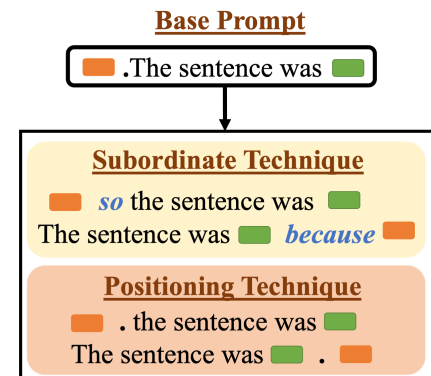 Base Prompt
.The sentence was
Subordinate Technique
so the sentence was
The sentence was because
Positioning Technique
. the sentence was
The sentence was .